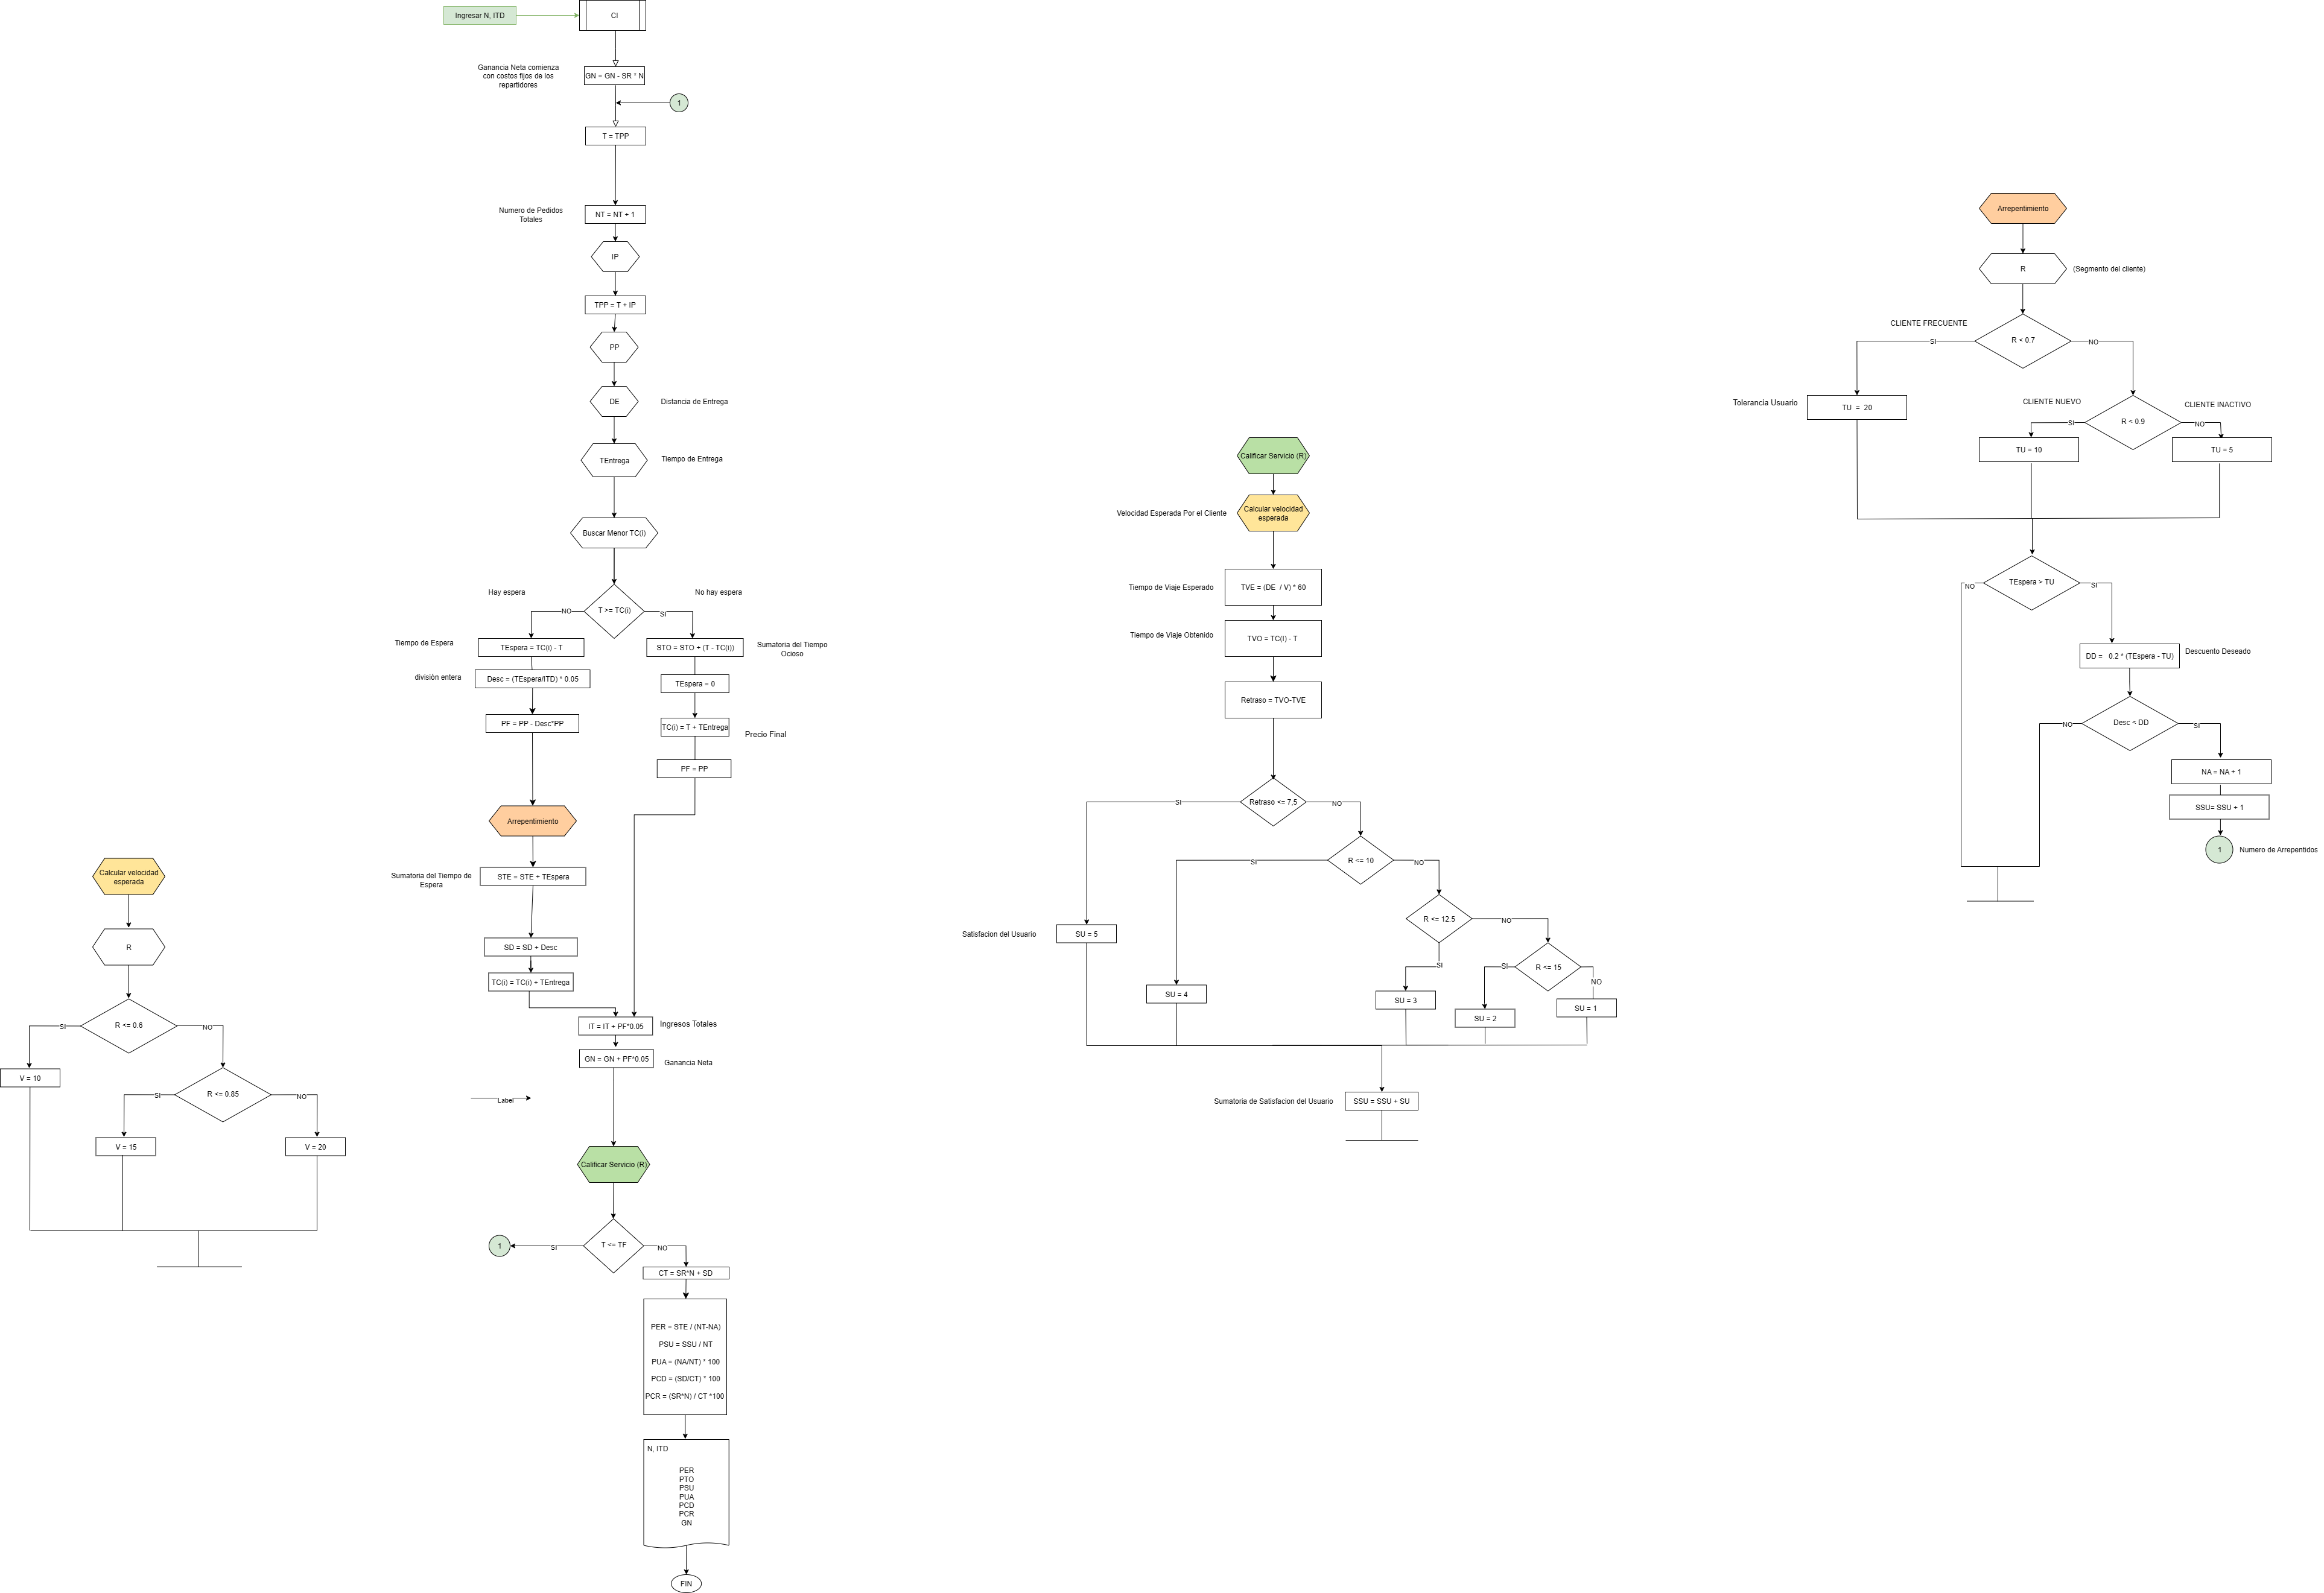 Ingresar N, ITD
CI
Ganancia Neta comienza
con costos fijos de los
repartidores
GN = GN - SR * N
1
T = TPP
Numero de Pedidos
Totales
NT = NT + 1
IP
TPP = T + IP
PP
DE
Distancia de Entrega
TEntrega
Tiempo de Entrega
Buscar Menor TC(i)
Hay espera
No hay espera
T >= TC(i)
NO
SI
Tiempo de Espera
TEspera = TC(i) - T
STO = STO + (T - TC(i))
Sumatoria del Tiempo
Ocioso
división entera
Desc = (TEspera/ITD) * 0.05
TEspera = 0
PF = PP - Desc*PP
TC(i) = T + TEntrega
Precio Final
PF = PP
Arrepentimiento
Sumatoria del Tiempo de
Espera
STE = STE + TEspera
SD = SD + Desc
TC(i) = TC(i) + TEntrega
IT = IT + PF*0.05
Ingresos Totales
GN = GN + PF*0.05
Ganancia Neta
Label
Calificar Servicio (R)
T <= TF
SI
NO
1
CT = SR*N + SD
PER = STE / (NT-NA)
PSU = SSU / NT
PUA = (NA/NT) * 100
PCD = (SD/CT) * 100
PCR = (SR*N) / CT *100
N, ITD
PER
PTO
PSU
PUA
PCD
PCR
GN
FIN
Calcular velocidad
esperada
R
R <= 0.6
SI
NO
V = 10
R <= 0.85
SI
NO
V = 15
V = 20
Calificar Servicio (R)
Velocidad Esperada Por el Cliente
Calcular velocidad
esperada
Tiempo de Viaje Esperado
TVE = (DE  / V) * 60
Tiempo de Viaje Obtenido
TVO = TC(I) - T
Retraso = TVO-TVE
Retraso <= 7,5
SI
NO
R <= 10
SI
NO
R <= 12.5
SI
NO
R <= 15
SI
NO
Satisfacion del Usuario
SU = 5
SU = 4
SU = 3
SU = 2
SU = 1
Sumatoria de Satisfacion del Usuario
SSU = SSU + SU
Arrepentimiento
R
(Segmento del cliente)
CLIENTE FRECUENTE
R < 0.7
SI
NO
Tolerancia Usuario
TU  =  20
CLIENTE NUEVO
CLIENTE INACTIVO
R < 0.9
SI
NO
TU = 10
TU = 5
TEspera > TU
NO
SI
DD =   0.2 * (TEspera - TU)
Descuento Deseado
Desc < DD
NO
SI
NA = NA + 1
SSU= SSU + 1
1
Numero de Arrepentidos